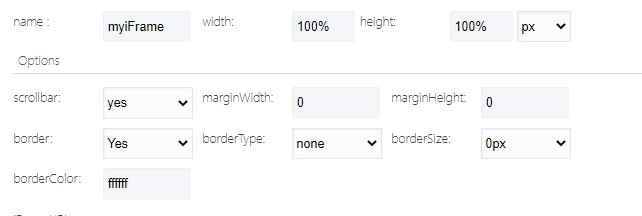 name : myiFrame width: 100% height: 100% px
Options
scrollbar: yes marginWidth: 0 marginHeight: 0
border: Yes borderType: none borderSize: 0px
borderColor: ffffff